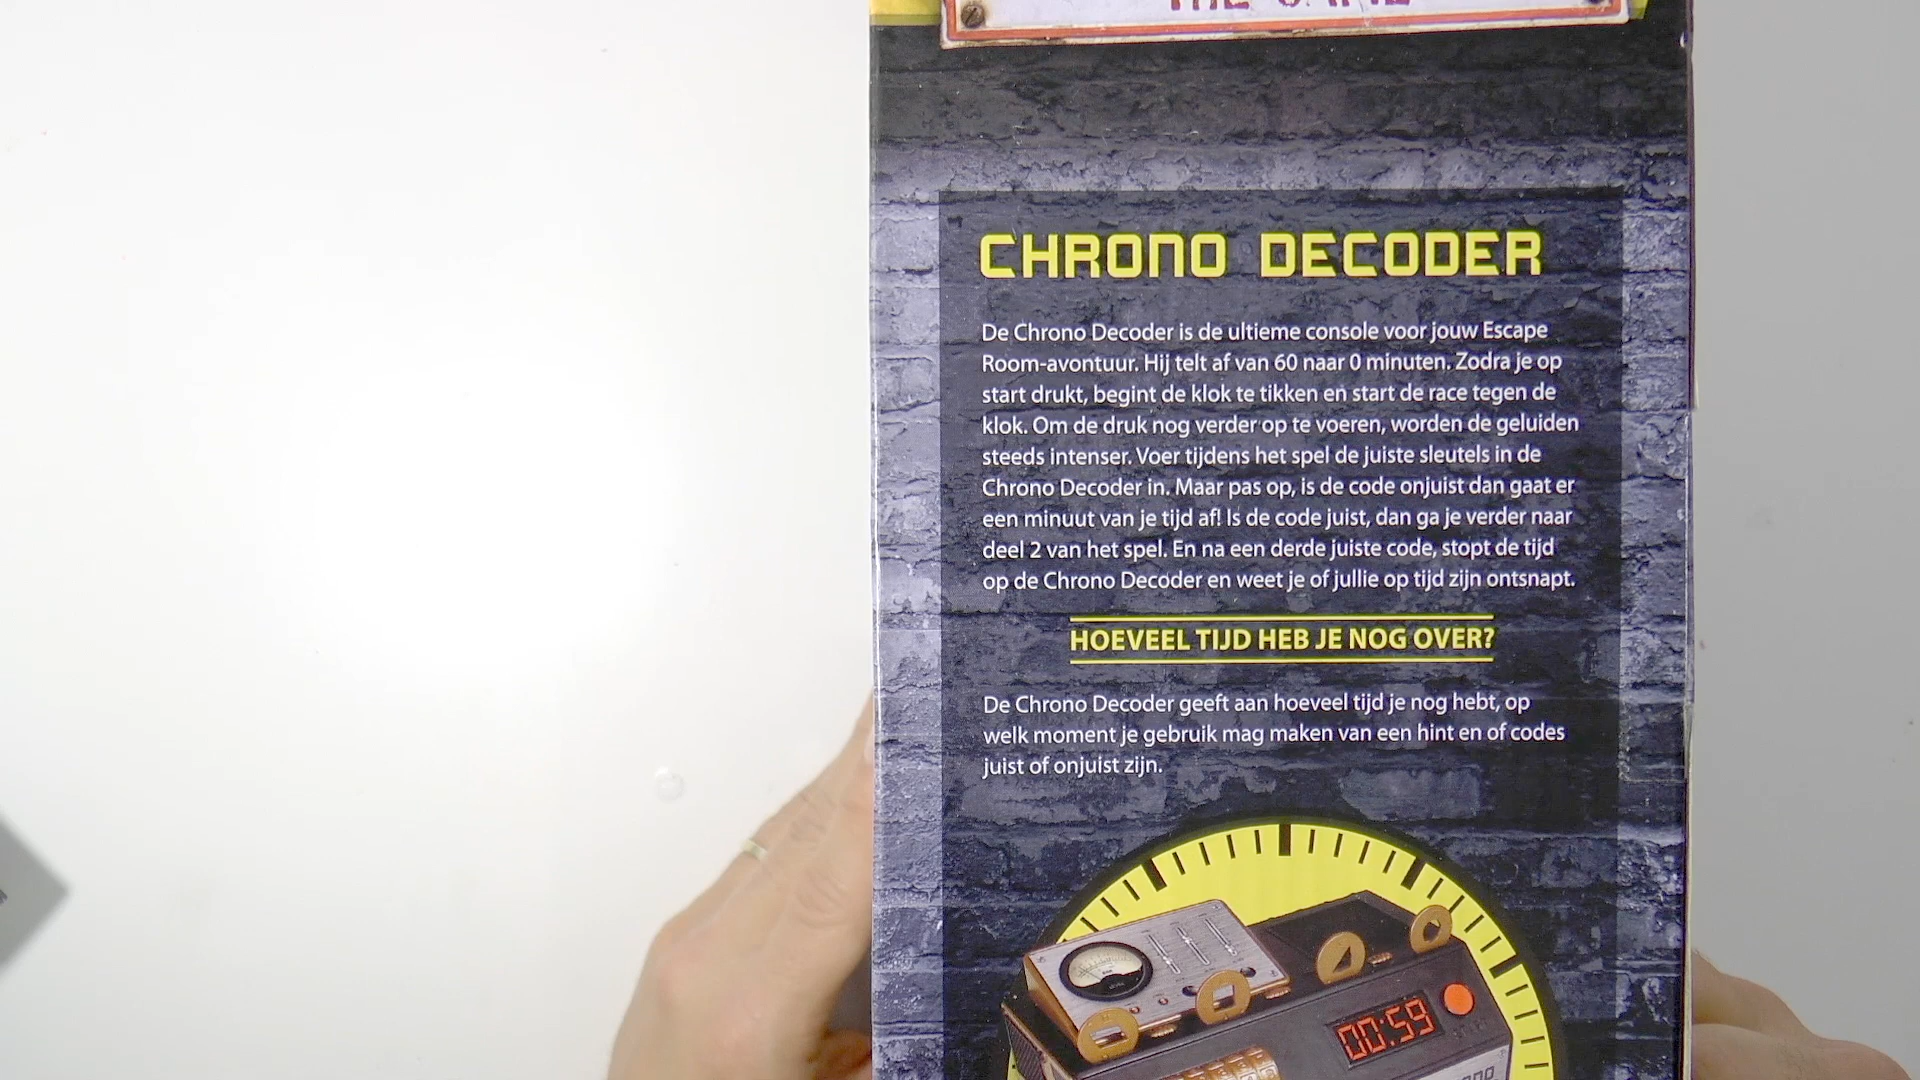 THE GAME
CHRONO DECODER
De Chrono Decoder is de ultieme console voor jouw Escape
Room-avontuur. Hij telt af van 60 naar 0 minuten. Zodra je op
start drukt, begint de klok te tikken en start de race tegen de
klok. Om de druk nog verder op te voeren, worden de geluiden
steeds intenser. Voer tijdens het spel de juiste sleutels in de
Chrono Decoder in. Maar pas op, is de code onjuist dan gaat er
een minuut van je tijd af! Is de code juist, dan ga je verder naar
deel 2 van het spel. En na een derde juiste code, stopt de tijd
op de Chrono Decoder en weet je of jullie op tijd zijn ontsnapt.
HOEVEEL TIJD HEB JE NOG OVER?
De Chrono Decoder geeft aan hoeveel tijd je nog hebt, op
welk moment je gebruik mag maken van een hint en of codes
juist of onjuist zijn.
00:59